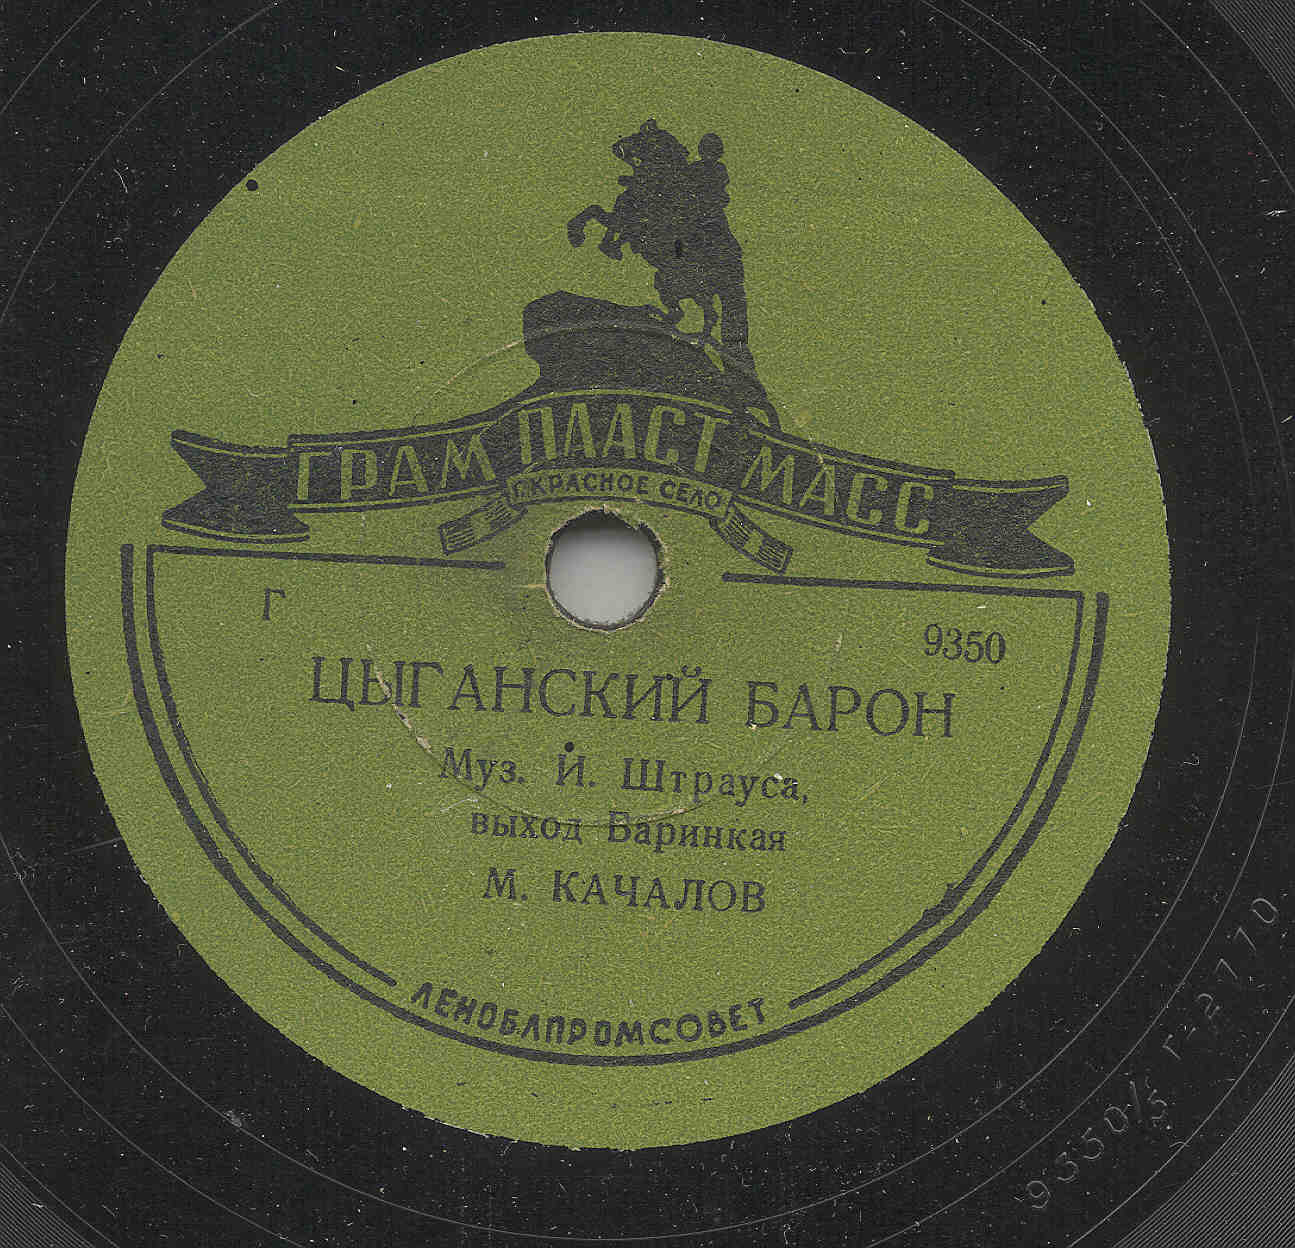 ГРАМ ПЛАСТ МАСС
Г. КРАСНОЕ СЕЛО
Г 9350
ЦЫГАНСКИЙ БАРОН
Муз. Й. Штрауса,
выход Баринкая
М. КАЧАЛОВ
ЛЕНОБЛПРОМСОВЕТ
9350/5 Г-2770